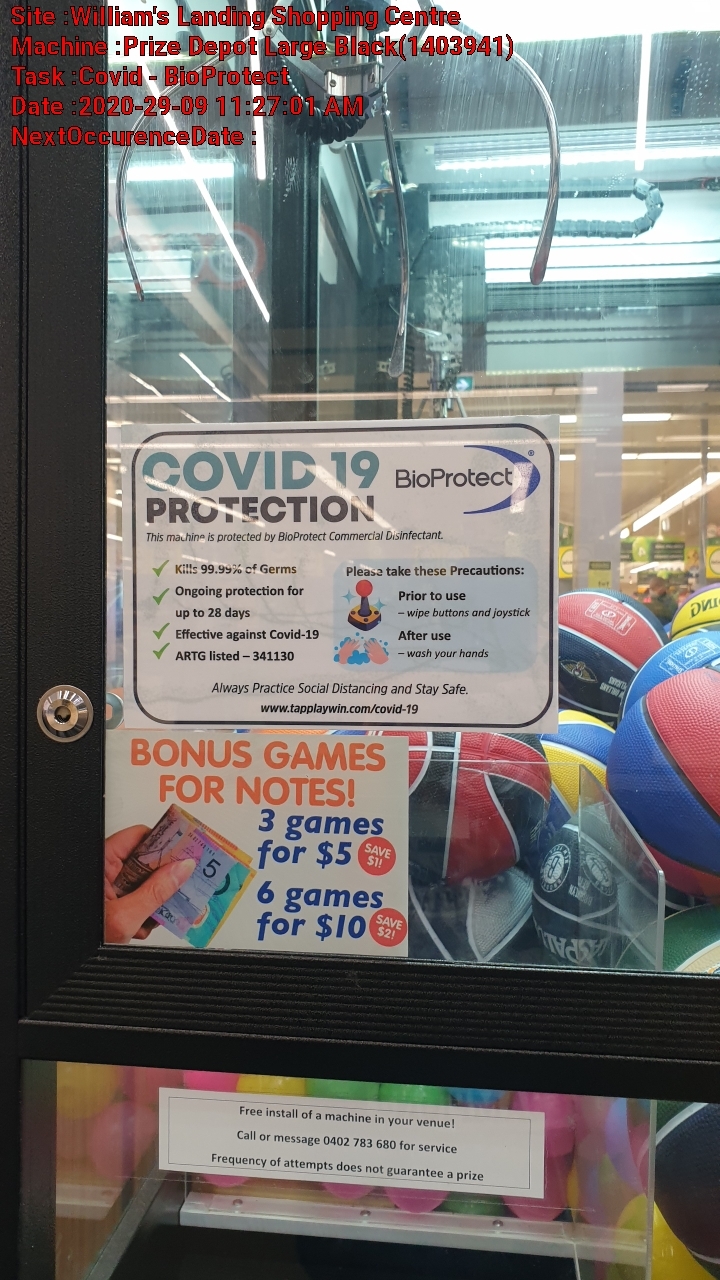 Site :William's Landing Shopping Centre
Machine :Prize Depot Large Black(1403941)
Task :Covid - BioProtect
Date :2020-29-09 11:27:01 AM
NextOccurenceDate :
COVID 19
PROTECTION
BioProtect®
This machine is protected by BioProtect Commercial Disinfectant.
Kills 99.99% of Germs
Ongoing protection for
up to 28 days
Effective against Covid-19
ARTG listed – 341130
Please take these Precautions:
Prior to use
– wipe buttons and joystick
After use
– wash your hands
Always Practice Social Distancing and Stay Safe.
www.tapplaywin.com/covid-19
BONUS GAMES
FOR NOTES!
3 games
for $5
SAVE
$1!
6 games
for $10
SAVE
$2!
5
Free install of a machine in your venue!
Call or message 0402 783 680 for service
Frequency of attempts does not guarantee a prize